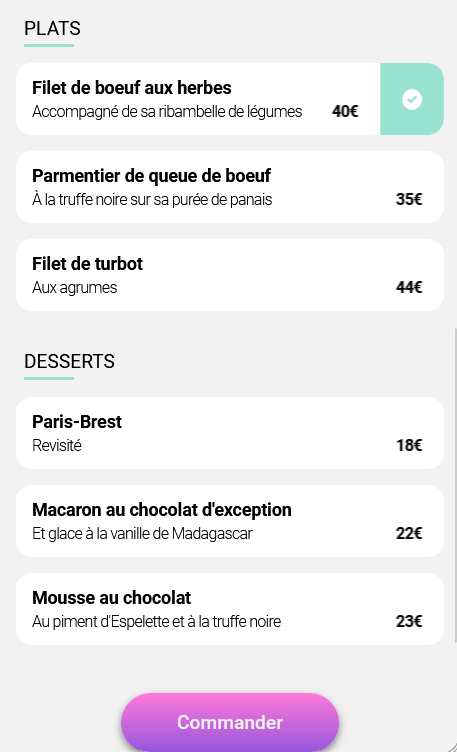 PLATS
Filet de boeuf aux herbes
Accompagné de sa ribambelle de légumes 40€
Parmentier de queue de boeuf
À la truffe noire sur sa purée de panais 35€
Filet de turbot
Aux agrumes 44€
DESSERTS
Paris-Brest
Revisité 18€
Macaron au chocolat d'exception
Et glace à la vanille de Madagascar 22€
Mousse au chocolat
Au piment d'Espelette et à la truffe noire 23€
Commander